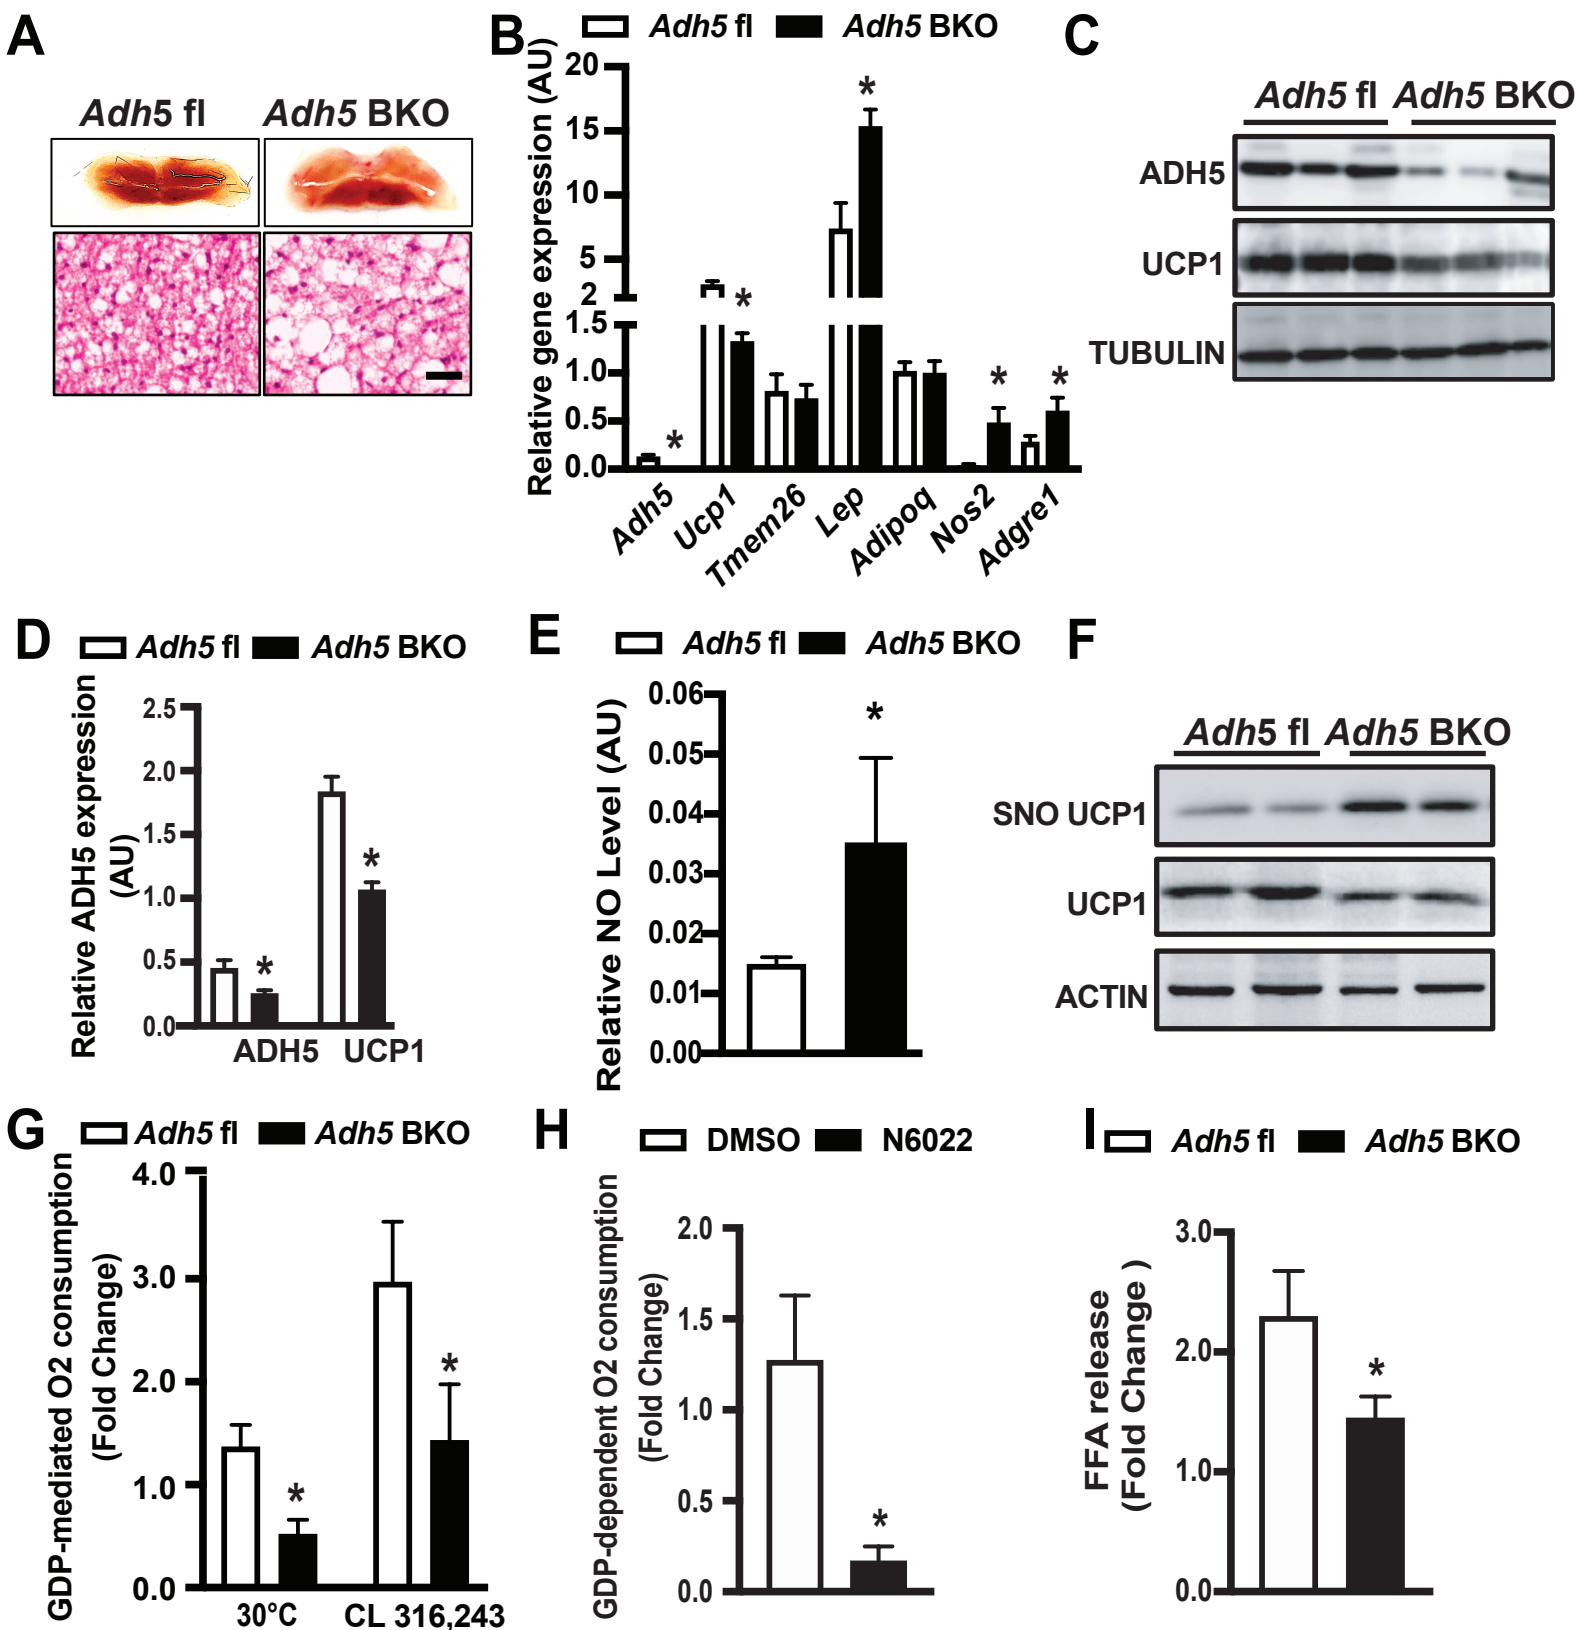 A
Adh5 fl
Adh5 BKO
B
Adh5 fl
Adh5 BKO
Relative gene expression (AU)
20
15
10
5
2
1.5
1.0
0.5
0.0
*
*
*
*
*
Adh5
Ucp1
Tmem26
Lep
Adipoq
Nos2
Adgre1
C
Adh5 fl
Adh5 BKO
ADH5
UCP1
TUBULIN
D
Adh5 fl
Adh5 BKO
Relative ADH5 expression
(AU)
2.5
2.0
1.5
1.0
0.5
0.0
*
*
ADH5
UCP1
E
Adh5 fl
Adh5 BKO
Relative NO Level (AU)
0.06
0.05
0.04
0.03
0.02
0.01
0.00
*
F
Adh5 fl
Adh5 BKO
SNO UCP1
UCP1
ACTIN
G
Adh5 fl
Adh5 BKO
GDP-mediated O2 consumption
(Fold Change)
4.0
3.0
2.0
1.0
0.0
*
*
30°C
CL 316,243
H
DMSO
N6022
GDP-dependent O2 consumption
(Fold Change)
2.0
1.5
1.0
0.5
0.0
*
I
Adh5 fl
Adh5 BKO
FFA release
(Fold Change )
3.0
2.0
1.0
0.0
*